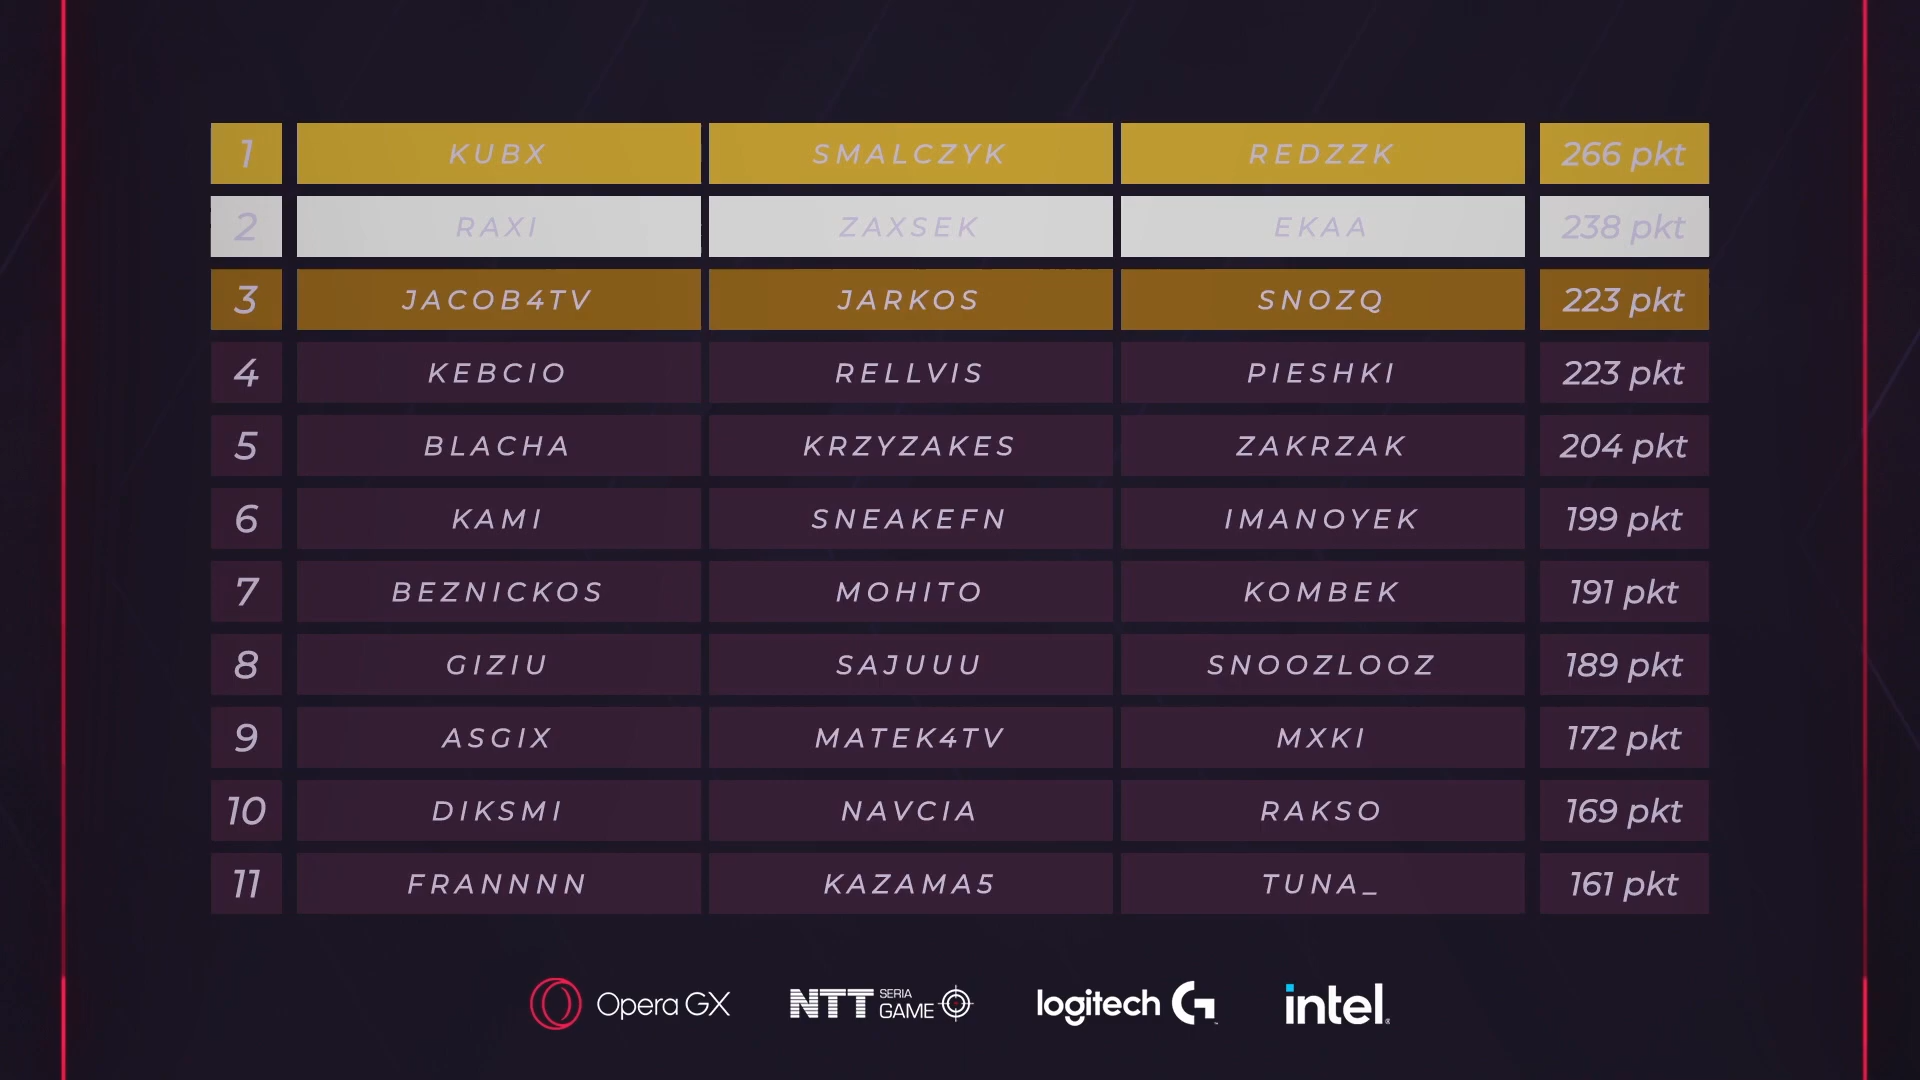 1 KUBX SMALCZYK REDZZK 266 pkt
2 RAXI ZAXSEK EKAA 238 pkt
3 JACOB4TV JARKOS SNOZQ 223 pkt
4 KEBCIO RELLVIS PIESHKI 223 pkt
5 BLACHA KRZYZAKES ZAKRZAK 204 pkt
6 KAMI SNEAKEFN IMANOYEK 199 pkt
7 BEZNICKOS MOHITO KOMBEK 191 pkt
8 GIZIU SAJUUU SNOOZLOOZ 189 pkt
9 ASGIX MATEK4TV MXKI 172 pkt
10 DIKSMI NAVCIA RAKSO 169 pkt
11 FRANNNN KAZAMA5 TUNA_ 161 pkt
Opera GX NTT SERIA GAME logitech G intel